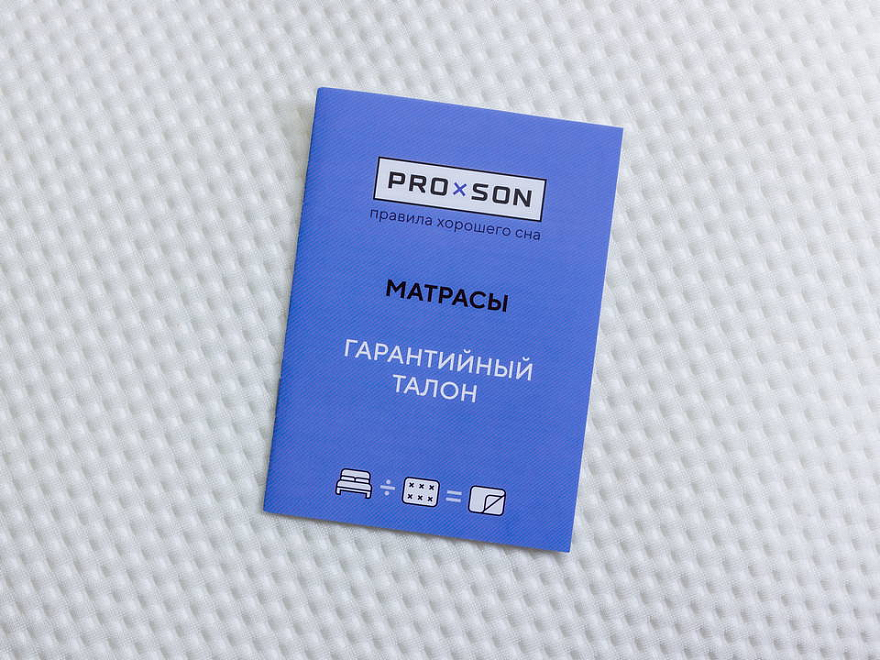 PRO×SON
правила хорошего сна
МАТРАСЫ
ГАРАНТИЙНЫЙ
ТАЛОН
÷ =